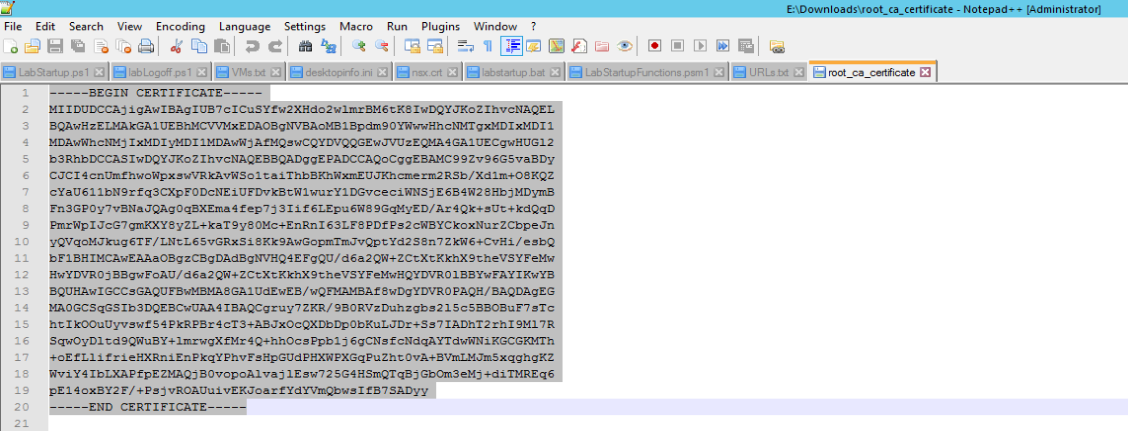 E:\Downloads\root_ca_certificate - Notepad++ [Administrator]
File Edit Search View Encoding Language Settings Macro Run Plugins Window ?
LabStartup.ps1 labLogoff.ps1 VMs.txt desktopinfo.ini nsx.crt labstartup.bat LabStartupFunctions.psm1 URLs.txt root_ca_certificate
1 -----BEGIN CERTIFICATE-----
2 MIIDUDCCAjigAwIBAgIUB7cICuSYfw2XHdo2wlmrBM6tK8IwDQYJKoZIhvcNAQEL
3 BQAwHzELMAkGA1UEBhMCVVMxEDAOBgNVBAoMB1Bpdm90YWwwHhcNMTgxMDIxMDI1
4 MDAwWhcNMjIxMDIyMDI1MDAwWjAfMQswCQYDVQQGEwJVUzEQMA4GA1UECgwHUGl2
5 b3RhbDCCASIwDQYJKoZIhvcNAQEBBQADggEPADCCAQoCggEBAMC99Zv96G5vaBDy
6 CJCI4cnUmfhwoWpxswVRkAvWSo1taiThbBKhWxmEUJKhcmerm2RSb/Xd1m+O8KQZ
7 cYaU611bN9rfq3CXpF0DcNEiUFDvkBtW1wurY1DGvceciWNSjE6B4W28HbjMDymB
8 Fn3GP0y7vBNaJQAg0qBXEma4fep7j3Iif6LEpu6W89GqMyED/Ar4Qk+sUt+kdQqD
9 PmrWpIJcG7gmKXY8yZL+kaT9y80Mc+EnRnI63LF8PDfPs2cWBYCkoxNurZCbpeJn
10 yQVqoMJkug6TF/LNtL65vGRxSi8Kk9AwGopmTmJvQptYd2S8n7ZkW6+CvHi/esbQ
11 bF1BHIMCAwEAAaOBgzCBgDAdBgNVHQ4EFgQU/d6a2QW+ZCtXtKkhX9theVSYFeMw
12 HwYDVR0jBBgwFoAU/d6a2QW+ZCtXtKkhX9theVSYFeMwHQYDVR0lBBYwFAYIKwYB
13 BQUHAwIGCCsGAQUFBwMBMA8GA1UdEwEB/wQFMAMBAf8wDgYDVR0PAQH/BAQDAgEG
14 MA0GCSqGSIb3DQEBCwUAA4IBAQCgruy7ZKR/9B0RVzDuhzgbs2l5c5BBOBuF7sTc
15 htIkOOuUyvswf54PkRPBr4cT3+ABJxOcQXDbDp0bKuLJDr+Ss7IADhT2rhI9Ml7R
16 SqwOyDltd9QWuBY+lmrwgXfMr4Q+hhOcsPpb1j6gCNsfcNdqAYTdwWNiKGCGKMTh
17 +oEfLlifrieHXRniEnPkqYPhvFsHpGUdPHXWPXGqPuZht0vA+BVmLMJm5xqghgKZ
18 WviY4IbLXAPfpEZMAQjB0vopoAlvajlEsw725G4HSmQTqBjGbOm3eMj+diTMREq6
19 pE14oxBY2F/+PsjvROAUuivEKJoarfYdYVmQbwsIfB7SADyy
20 -----END CERTIFICATE-----
21